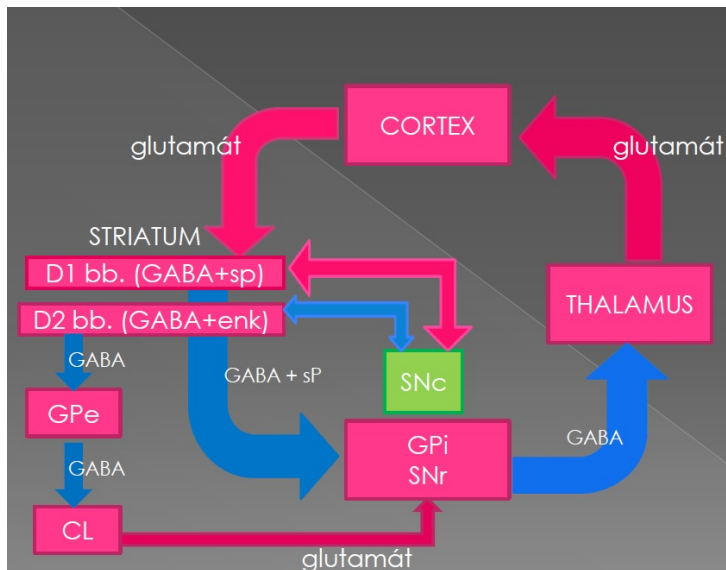 CORTEX
glutamát
glutamát
STRIATUM
D1 bb. (GABA+sp)
THALAMUS
D2 bb. (GABA+enk)
GABA
GABA + sP
SNc
GPe
GPi
SNr
GABA
GABA
CL
glutamát